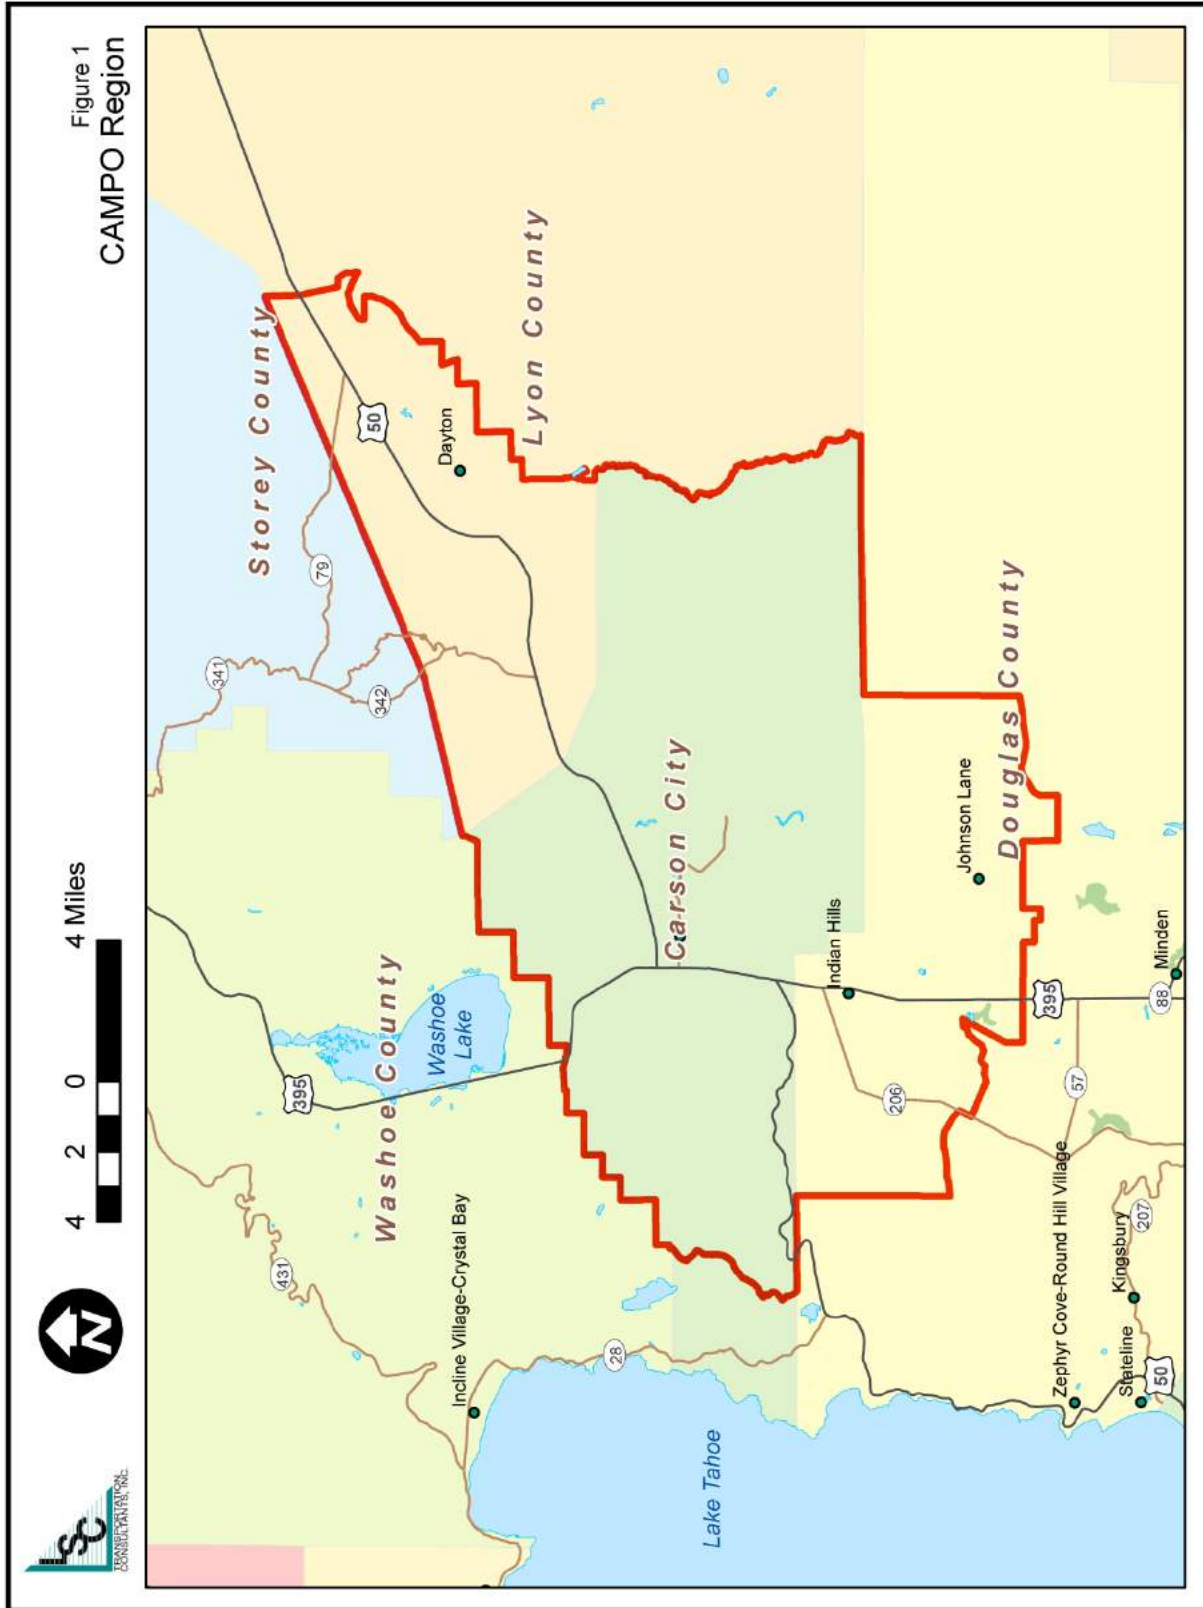 LSC
TRANSPORTATION
CONSULTANTS, INC.
N
4 2 0 4 Miles
Figure 1
CAMPO Region
431
395
341
Storey County
79
342
50
Washoe County
Washoe
Lake
Incline Village-Crystal Bay
Dayton
Lyon County
28
Carson City
Lake Tahoe
Indian Hills
206
Johnson Lane
Douglas County
395
57
Zephyr Cove-Round Hill Village
Kingsbury
Stateline
207
50
88
Minden